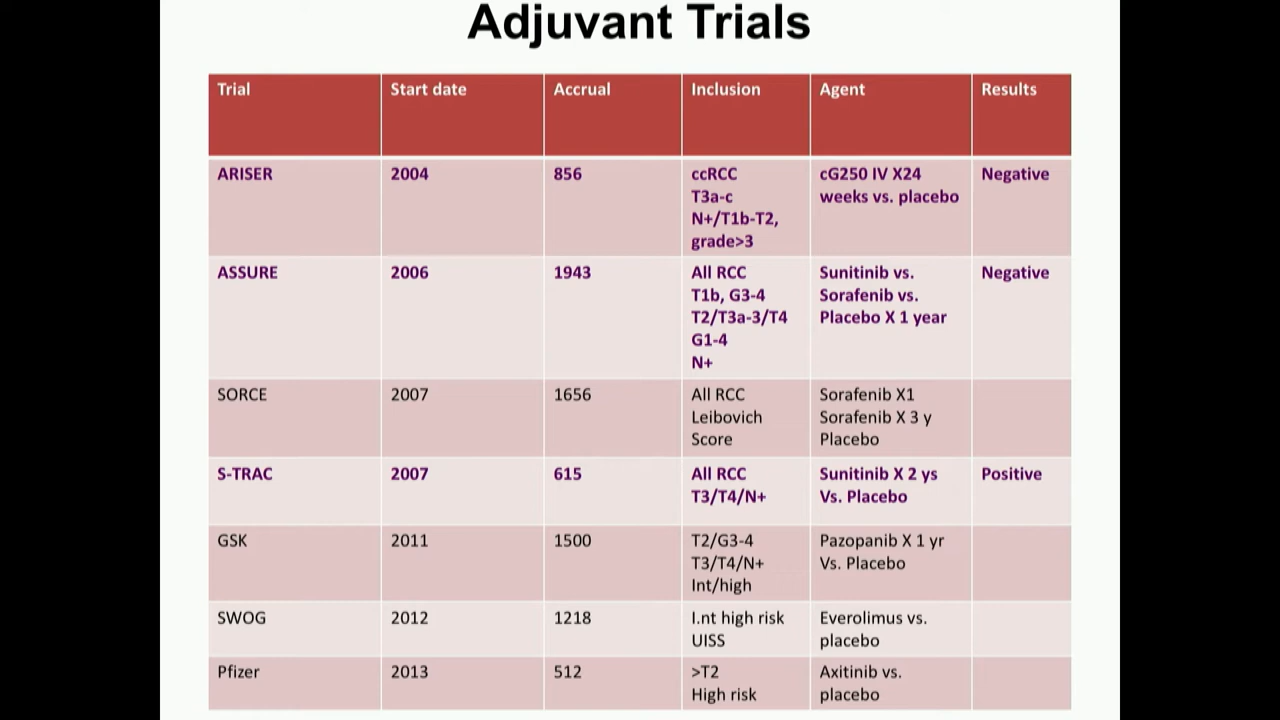 Adjuvant Trials
Trial Start date Accrual Inclusion Agent Results
ARISER 2004 856 ccRCC cG250 IV X24 Negative
T3a-c weeks vs. placebo
N+/T1b-T2,
grade>3
ASSURE 2006 1943 All RCC Sunitinib vs. Negative
T1b, G3-4 Sorafenib vs.
T2/T3a-3/T4 Placebo X 1 year
G1-4
N+
SORCE 2007 1656 All RCC Sorafenib X1
Leibovich Sorafenib X 3 y
Score Placebo
S-TRAC 2007 615 All RCC Sunitinib X 2 ys Positive
T3/T4/N+ Vs. Placebo
GSK 2011 1500 T2/G3-4 Pazopanib X 1 yr
T3/T4/N+ Vs. Placebo
Int/high
SWOG 2012 1218 I.nt high risk Everolimus vs.
UISS placebo
Pfizer 2013 512 >T2 Axitinib vs.
High risk placebo